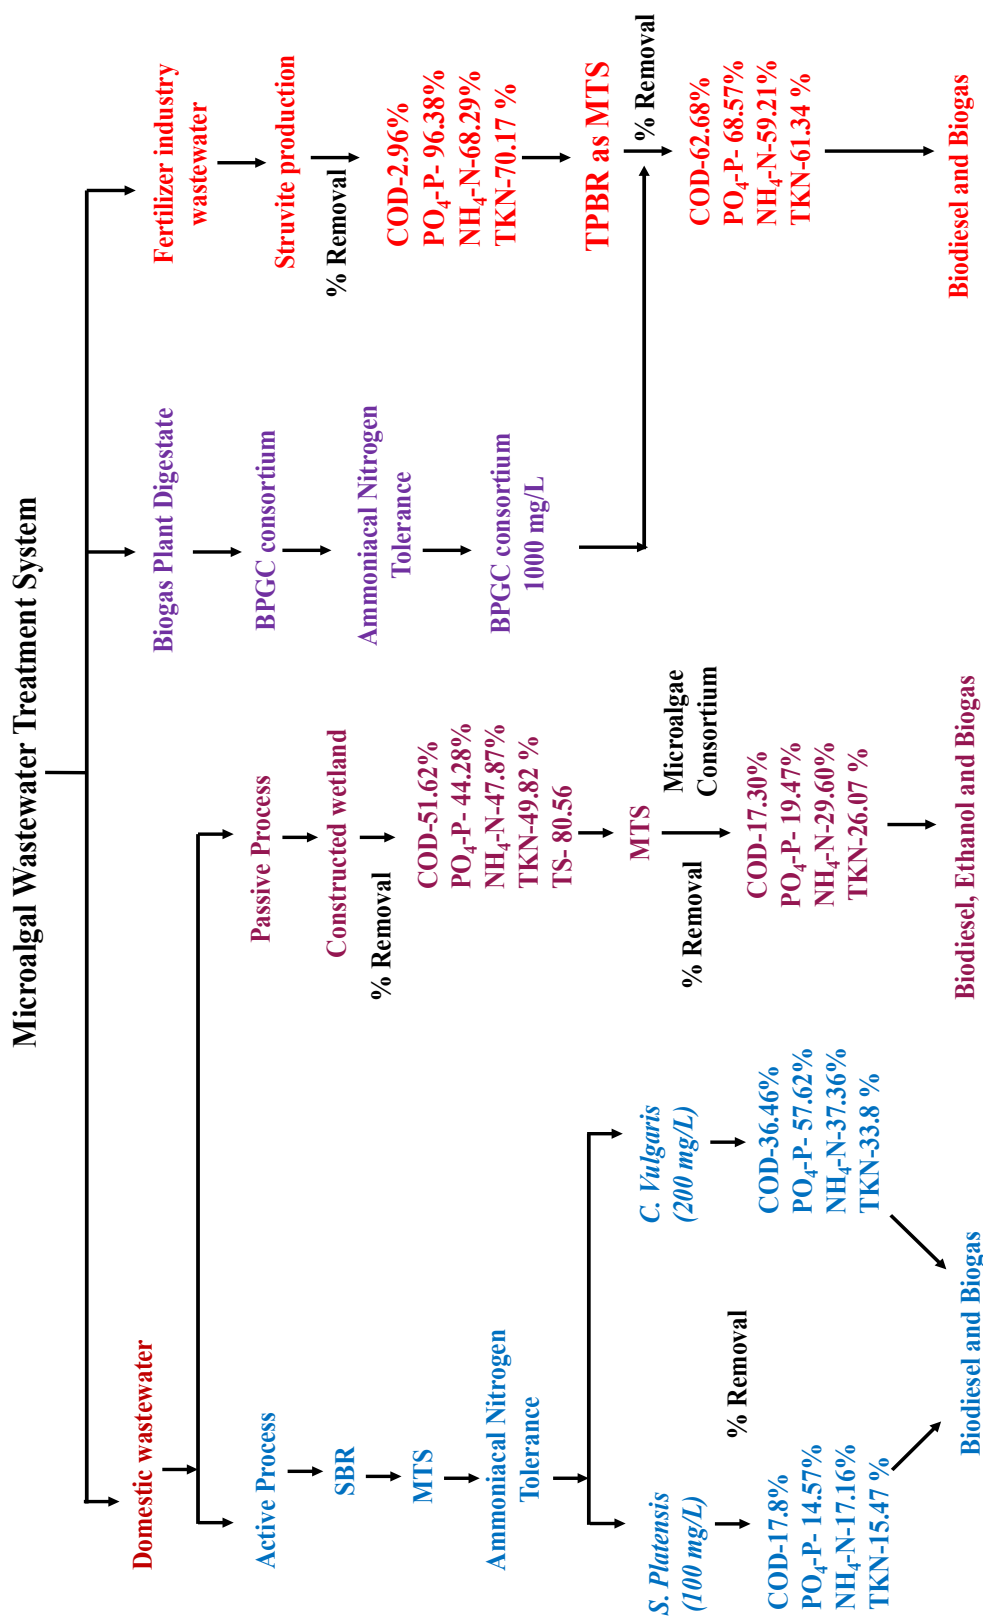 Microalgal Wastewater Treatment System
Domestic wastewater
Active Process
SBR
MTS
Ammoniacal Nitrogen
Tolerance
S. Platensis
(100 mg/L)
COD-17.8%
PO₄-P- 14.57%
NH₄-N-17.16%
TKN-15.47 %
% Removal
C. Vulgaris
(200 mg/L)
COD-36.46%
PO₄-P- 57.62%
NH₄-N-37.36%
TKN-33.8 %
Biodiesel and Biogas
Passive Process
Constructed wetland
% Removal
COD-51.62%
PO₄-P- 44.28%
NH₄-N-47.87%
TKN-49.82 %
TS- 80.56
MTS
% Removal
Microalgae
Consortium
COD-17.30%
PO₄-P- 19.47%
NH₄-N-29.60%
TKN-26.07 %
Biodiesel, Ethanol and Biogas
Biogas Plant Digestate
BPGC consortium
Ammoniacal Nitrogen
Tolerance
BPGC consortium
1000 mg/L
Fertilizer industry
wastewater
Struvite production
% Removal
COD-2.96%
PO₄-P- 96.38%
NH₄-N-68.29%
TKN-70.17 %
TPBR as MTS
% Removal
COD-62.68%
PO₄-P- 68.57%
NH₄-N-59.21%
TKN-61.34 %
Biodiesel and Biogas